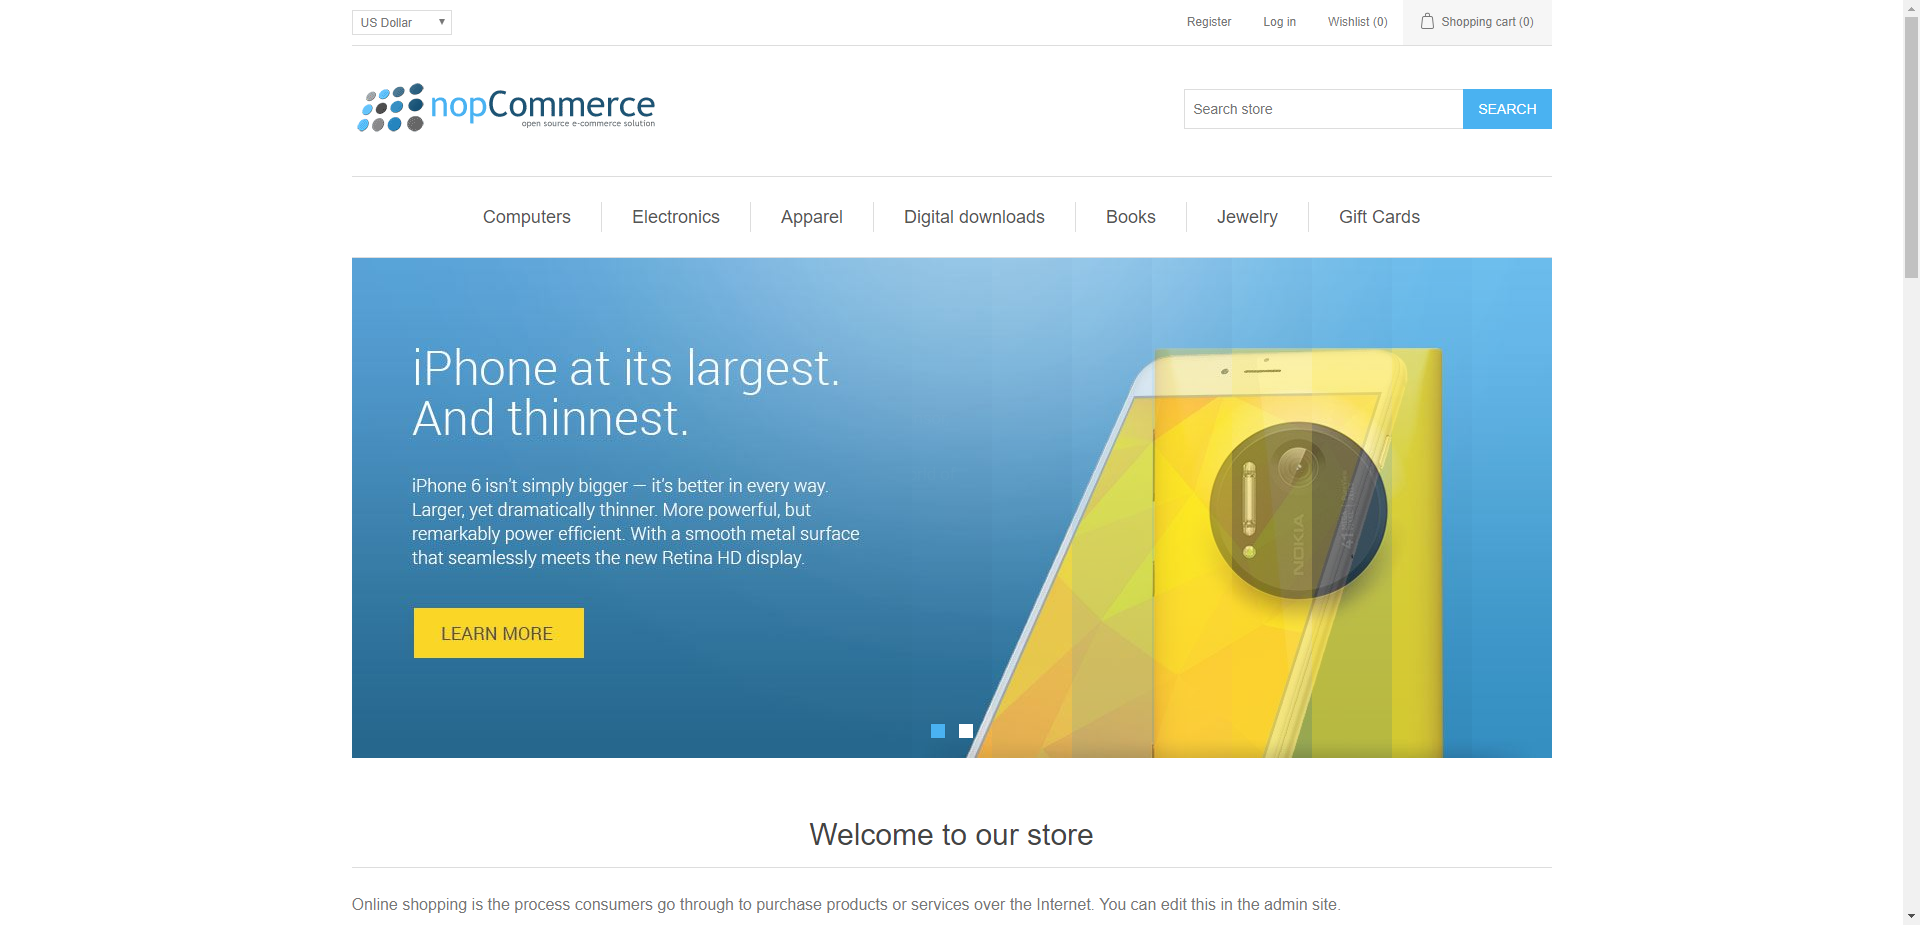 US Dollar
Register
Log in
Wishlist (0)
Shopping cart (0)
nopCommerce
open source e-commerce solution
Search store
SEARCH
Computers
Electronics
Apparel
Digital downloads
Books
Jewelry
Gift Cards
iPhone at its largest.
And thinnest.
iPhone 6 isn’t simply bigger — it’s better in every way.
Larger, yet dramatically thinner. More powerful, but
remarkably power efficient. With a smooth metal surface
that seamlessly meets the new Retina HD display.
LEARN MORE
NOKIA
Welcome to our store
Online shopping is the process consumers go through to purchase products or services over the Internet. You can edit this in the admin site.